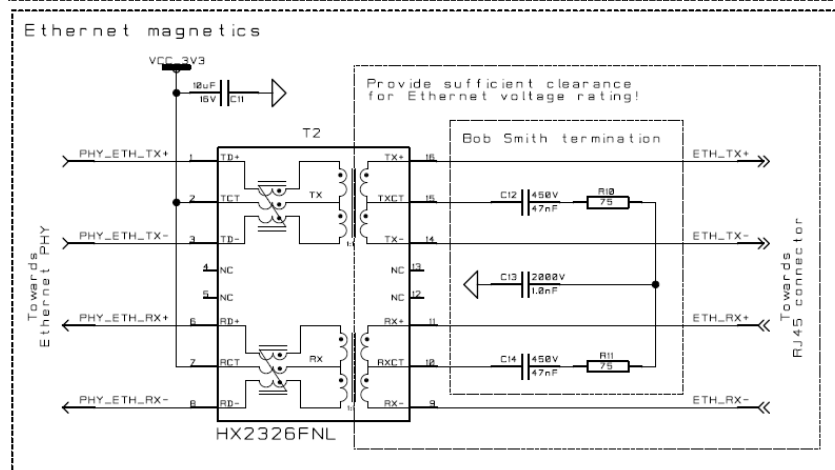 Ethernet magnetics
VCC_3V3
10uF
16V
C11
Provide sufficient clearance
for Ethernet voltage rating!
T2
Bob Smith termination
PHY_ETH_TX+
1
TD+
TX+
16
ETH_TX+
2
TCT
TX
TXCT
15
C12
450V
47nF
R10
75
PHY_ETH_TX-
3
TD-
1:1
TX-
14
ETH_TX-
4
NC
NC
13
C13
2000V
1.0nF
5
NC
NC
12
Towards
Ethernet PHY
Towards
RJ45 connector
PHY_ETH_RX+
6
RD+
RX+
11
ETH_RX+
7
RCT
RX
RXCT
10
C14
450V
47nF
R11
75
PHY_ETH_RX-
8
RD-
1:1
RX-
9
ETH_RX-
HX2326FNL